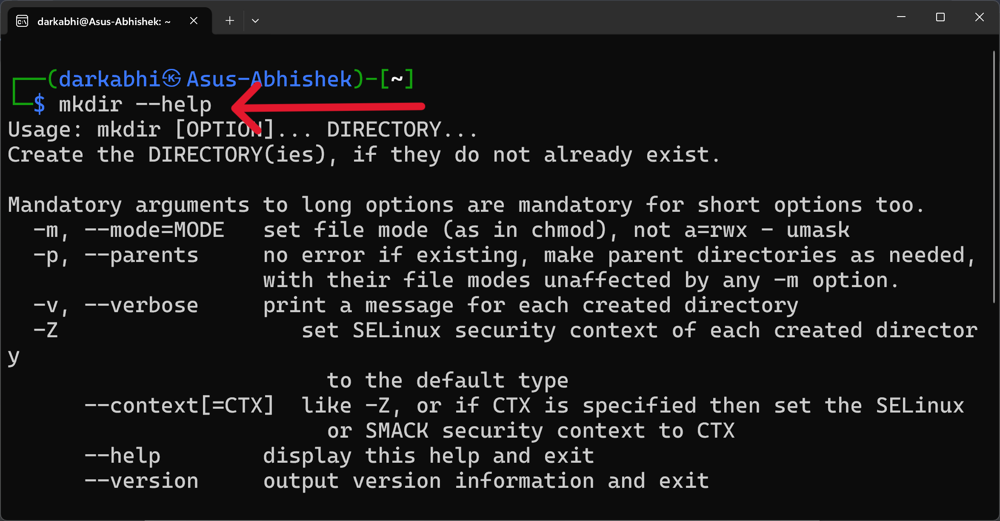 darkabhi@Asus-Abhishek: ~
┌──(darkabhi㉿Asus-Abhishek)-[~]
└─$ mkdir --help
Usage: mkdir [OPTION]... DIRECTORY...
Create the DIRECTORY(ies), if they do not already exist.
Mandatory arguments to long options are mandatory for short options too.
  -m, --mode=MODE   set file mode (as in chmod), not a=rwx - umask
  -p, --parents     no error if existing, make parent directories as needed,
                    with their file modes unaffected by any -m option.
  -v, --verbose     print a message for each created directory
  -Z                   set SELinux security context of each created director
y
                         to the default type
      --context[=CTX]  like -Z, or if CTX is specified then set the SELinux
                         or SMACK security context to CTX
      --help        display this help and exit
      --version     output version information and exit